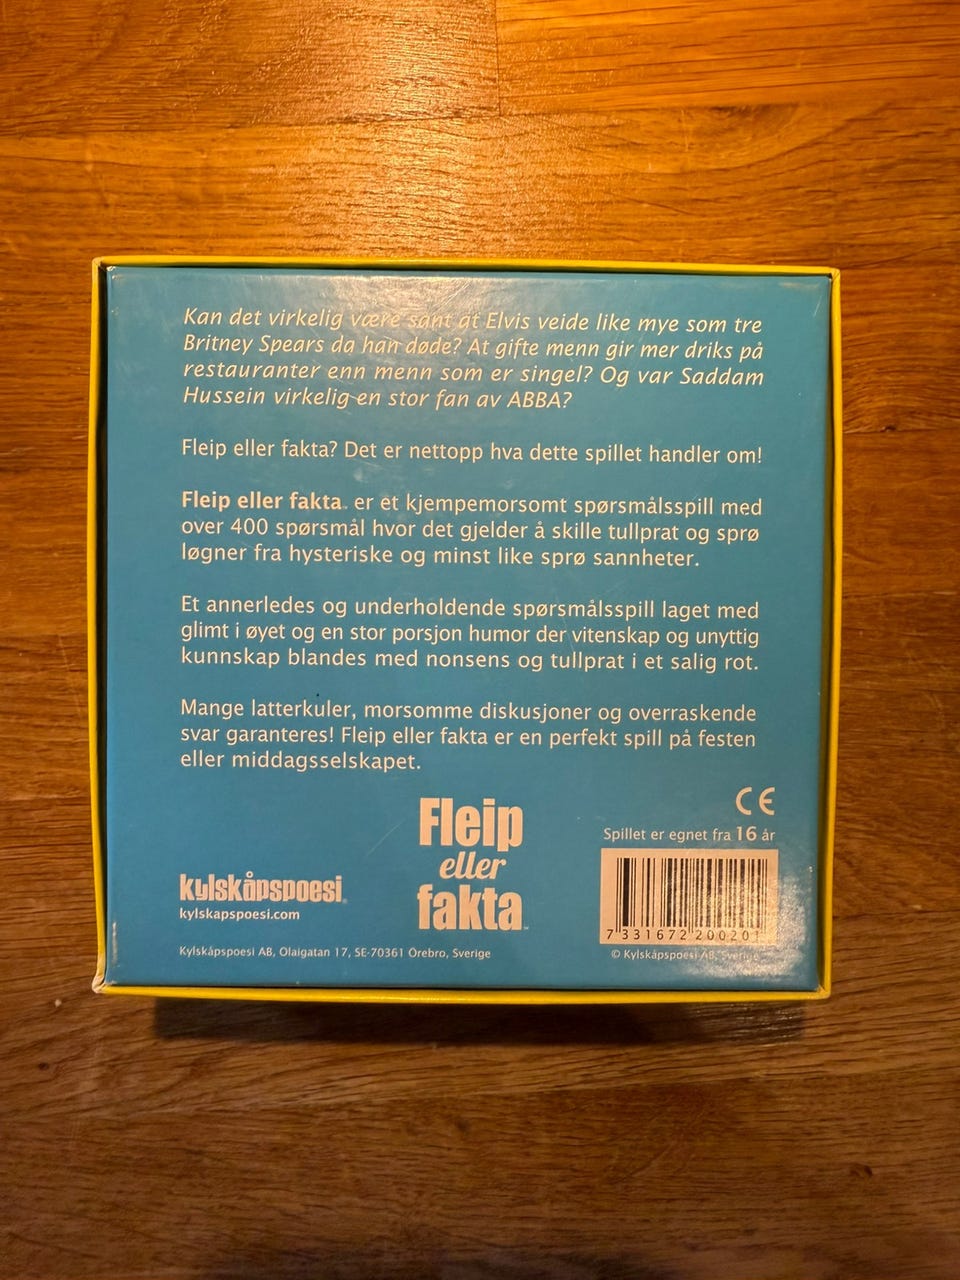 Kan det virkelig være sant at Elvis veide like mye som tre
Britney Spears da han døde? At gifte menn gir mer driks på
restauranter enn menn som er singel? Og var Saddam
Hussein virkelig en stor fan av ABBA?
Fleip eller fakta? Det er nettopp hva dette spillet handler om!
Fleip eller fakta er et kjempemorsomt spørsmålsspill med
over 400 spørsmål hvor det gjelder å skille tullprat og sprø
løgner fra hysteriske og minst like sprø sannheter.
Et annerledes og underholdende spørsmålsspill laget med
glimt i øyet og en stor porsjon humor der vitenskap og unyttig
kunnskap blandes med nonsens og tullprat i et salig rot.
Mange latterkuler, morsomme diskusjoner og overraskende
svar garanteres! Fleip eller fakta er en perfekt spill på festen
eller middagsselskapet.
Fleip
eller
fakta™
CE
Spillet er egnet fra 16 år
kylskåpspoesi
kylskapspoesi.com
Kylskåpspoesi AB, Olaigatan 17, SE-70361 Örebro, Sverige
7 331672 200201
© Kylskåpspoesi AB, Sverige